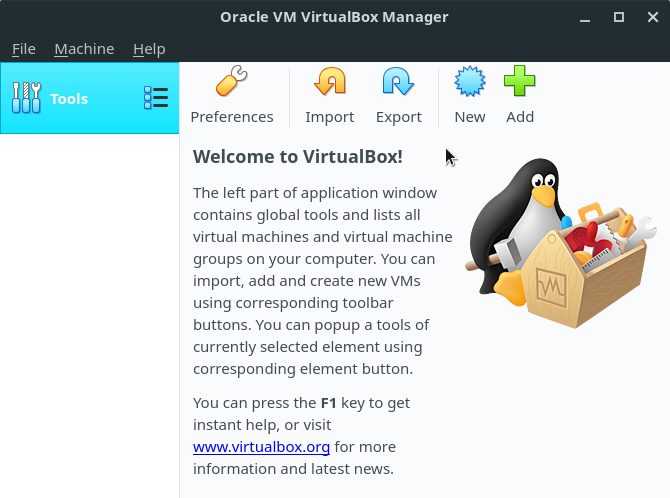 Oracle VM VirtualBox Manager
File Machine Help
Tools
Preferences Import Export New Add
Welcome to VirtualBox!
The left part of application window
contains global tools and lists all
virtual machines and virtual machine
groups on your computer. You can
import, add and create new VMs
using corresponding toolbar
buttons. You can popup a tools of
currently selected element using
corresponding element button.
You can press the F1 key to get
instant help, or visit
www.virtualbox.org for more
information and latest news.